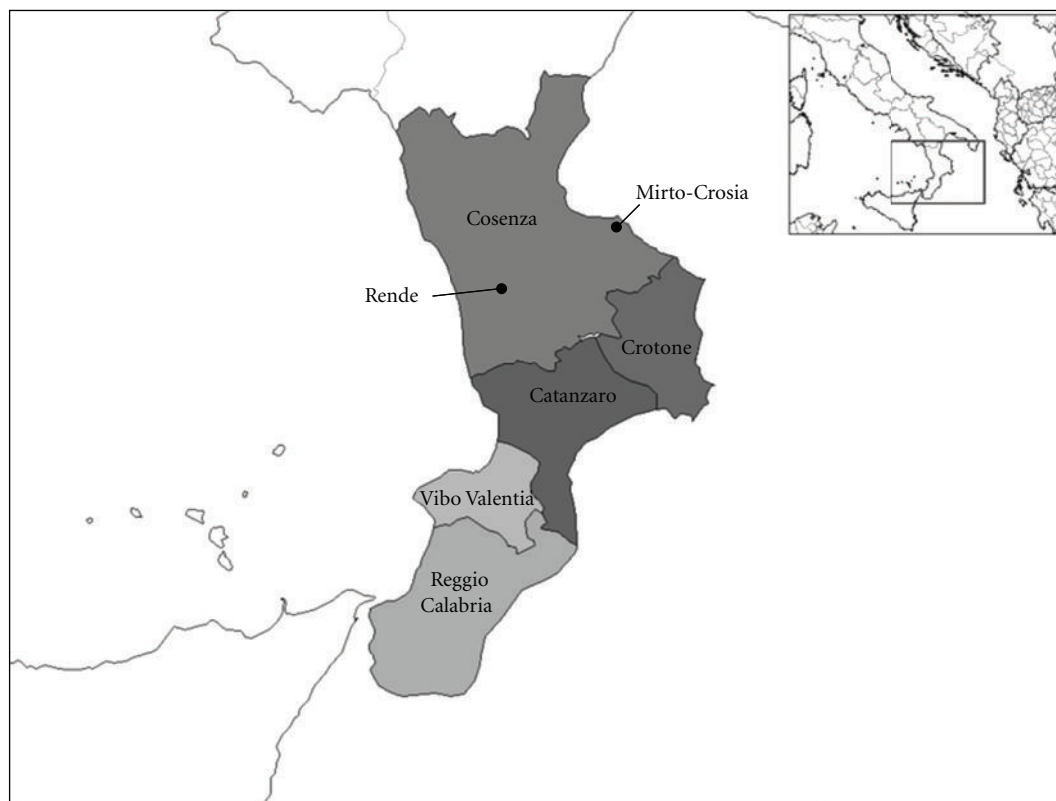 Mirto-Crosia
Cosenza
Rende
Crotone
Catanzaro
Vibo Valentia
Reggio
Calabria